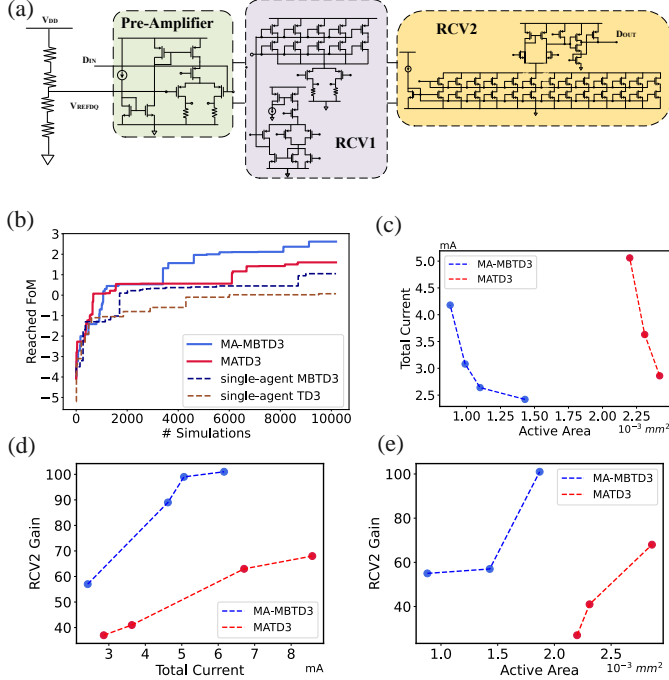 (a)
V_DD
Pre-Amplifier
D_IN
V_REFDQ
RCV1
RCV2
D_OUT
(b)
Reached FoM
3
2
1
0
−1
−2
−3
−4
−5
MA-MBTD3
MATD3
single-agent MBTD3
single-agent TD3
0 2000 4000 6000 8000 10000
# Simulations
(c)
mA
Total Current
5.0
4.5
4.0
3.5
3.0
2.5
MA-MBTD3
MATD3
1.00 1.25 1.50 1.75 2.00 2.25
Active Area 10⁻³ mm²
(d)
RCV2 Gain
100
90
80
70
60
50
40
MA-MBTD3
MATD3
3 4 5 6 7 8
Total Current mA
(e)
RCV2 Gain
100
80
60
40
MA-MBTD3
MATD3
1.0 1.5 2.0 2.5
Active Area 10⁻³ mm²